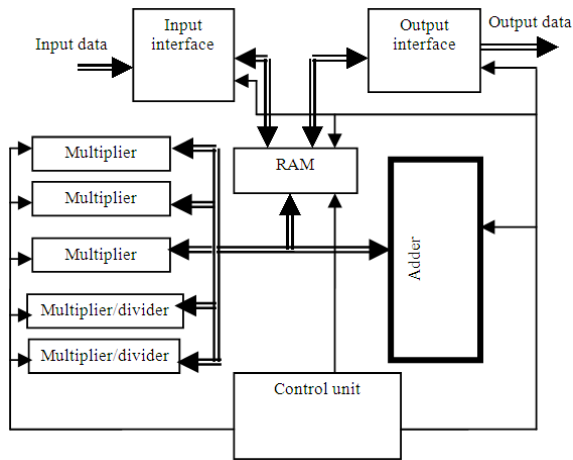 Input data
Input
interface
Output
interface
Output data
Multiplier
RAM
Multiplier
Multiplier
Adder
Multiplier/divider
Multiplier/divider
Control unit